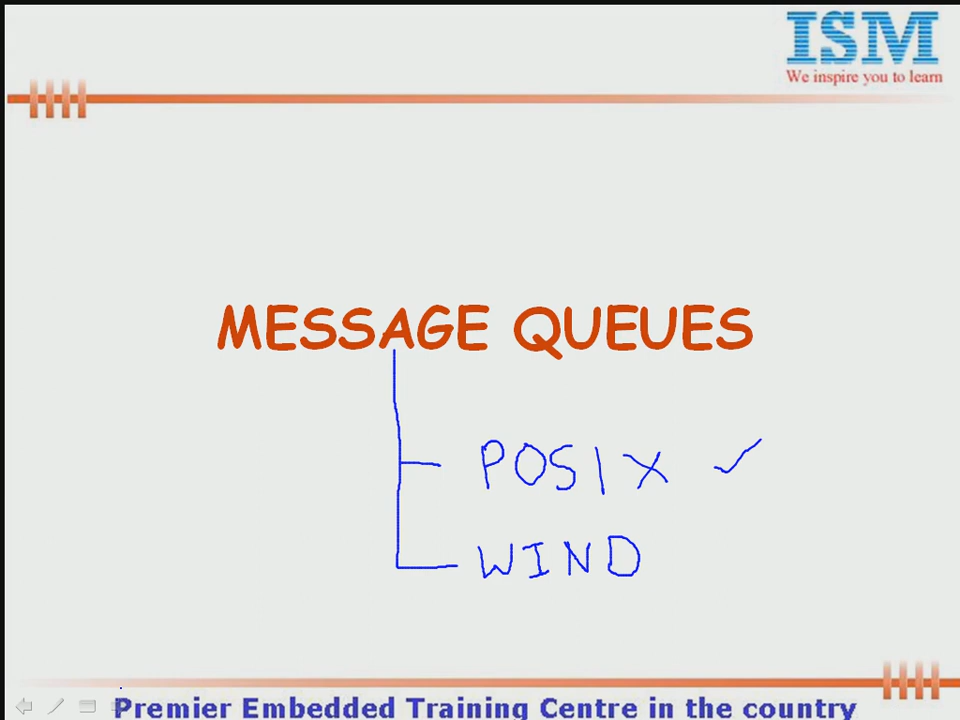 ISM
We inspire you to learn
MESSAGE QUEUES
POSIX ✓
WIND
Premier Embedded Training Centre in the country